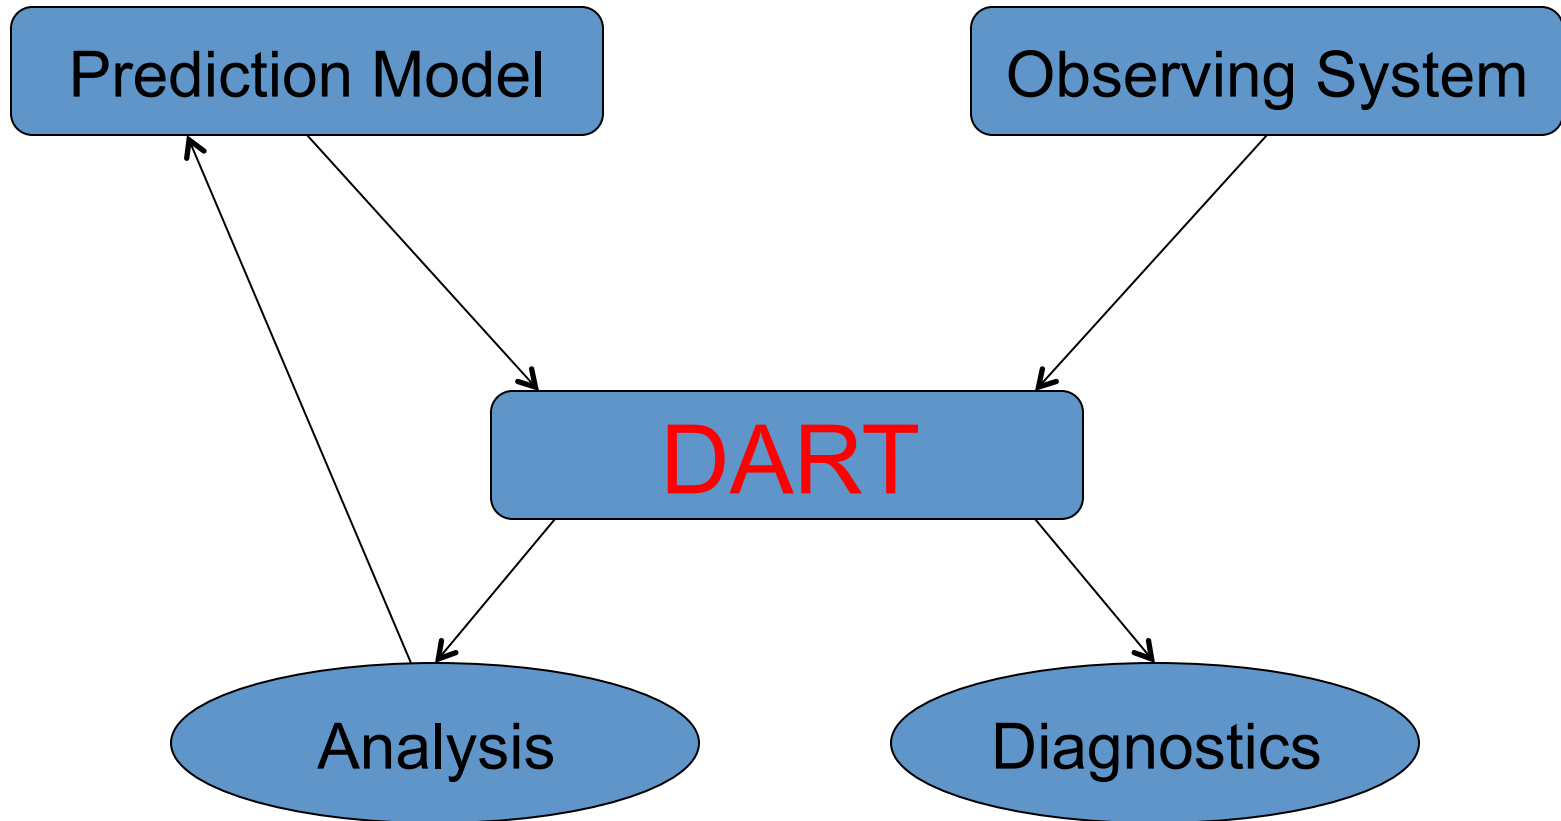 Prediction Model
Observing System
DART
Analysis
Diagnostics